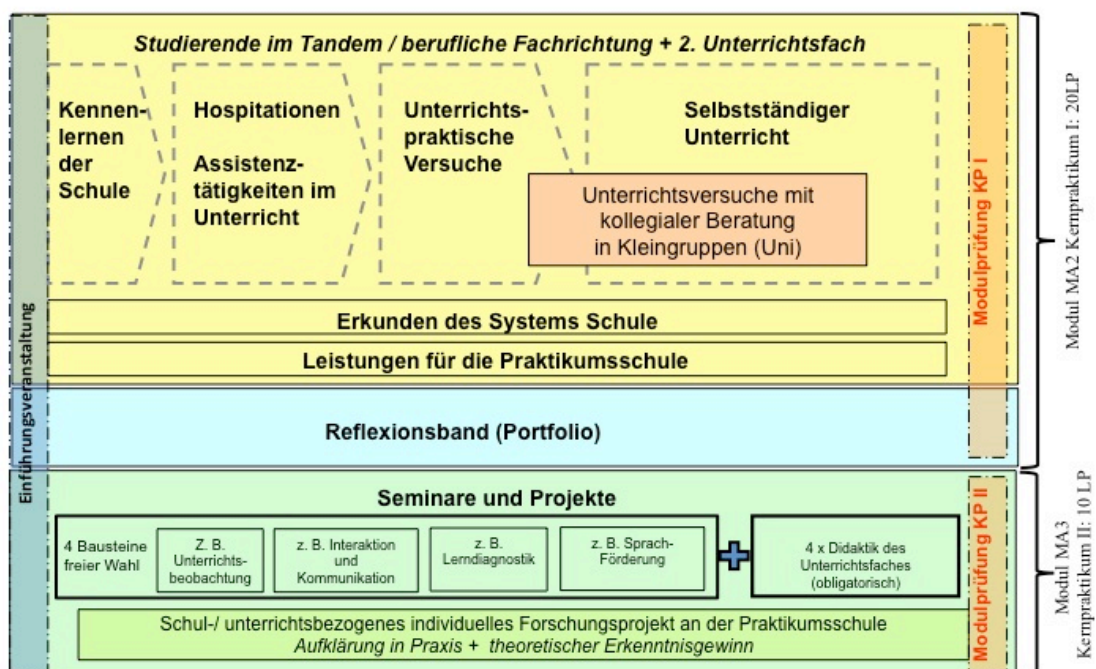 Studierende im Tandem / berufliche Fachrichtung + 2. Unterrichtsfach
Kennen-
lernen
der
Schule
Hospitationen
Assistenz-
tätigkeiten im
Unterricht
Unterrichts-
praktische
Versuche
Selbstständiger
Unterricht
Unterrichtsversuche mit
kollegialer Beratung
in Kleingruppen (Uni)
Erkunden des Systems Schule
Leistungen für die Praktikumsschule
Reflexionsband (Portfolio)
Einführungsveranstaltung
Modulprüfung KP I
Modul MA2 Kernpraktikum I: 20LP
Seminare und Projekte
4 Bausteine
freier Wahl
Z. B.
Unterrichts-
beobachtung
z. B. Interaktion
und
Kommunikation
z. B.
Lerndiagnostik
z. B. Sprach-
Förderung
4 x Didaktik des
Unterrichtsfaches
(obligatorisch)
Schul-/ unterrichtsbezogenes individuelles Forschungsprojekt an der Praktikumsschule
Aufklärung in Praxis + theoretischer Erkenntnisgewinn
Modulprüfung KP II
Modul MA3
Kernpraktikum II: 10 LP